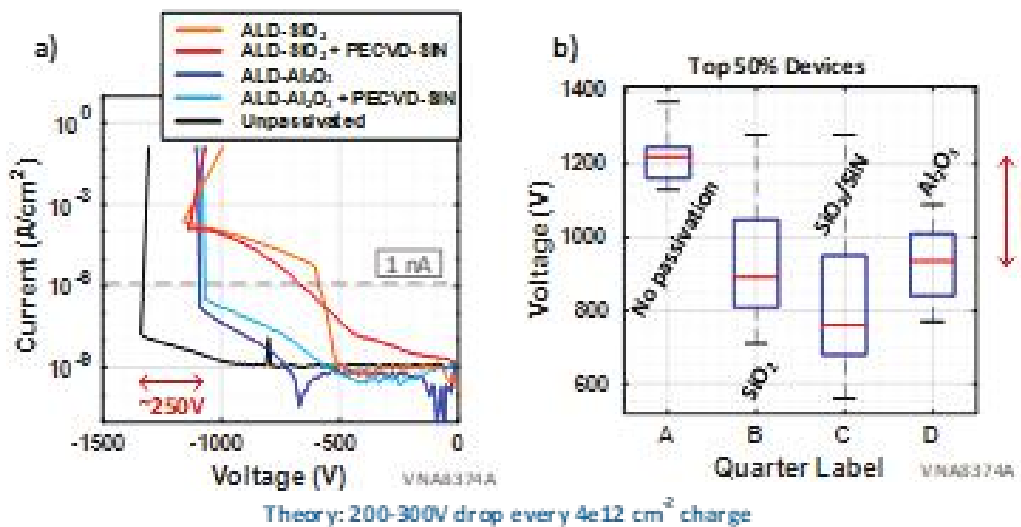 a)
ALD-SiO₂
ALD-SiO₂ + PECVD-SiN
ALD-Al₂O₃
ALD-Al₂O₃ + PECVD-SiN
Unpassivated
Current (A/cm²)
10⁰
10⁻³
10⁻⁶
10⁻⁹
1 nA
~250V
-1500
-1000
-500
0
Voltage (V)
VNA8374A
b)
Top 50% Devices
Voltage (V)
1400
1200
1000
800
600
No passivation
SiO₂
SiO₂/SiN
Al₂O₃
A
B
C
D
Quarter Label
VNA8374A
Theory: 200-300V drop every 4e12 cm⁻² charge